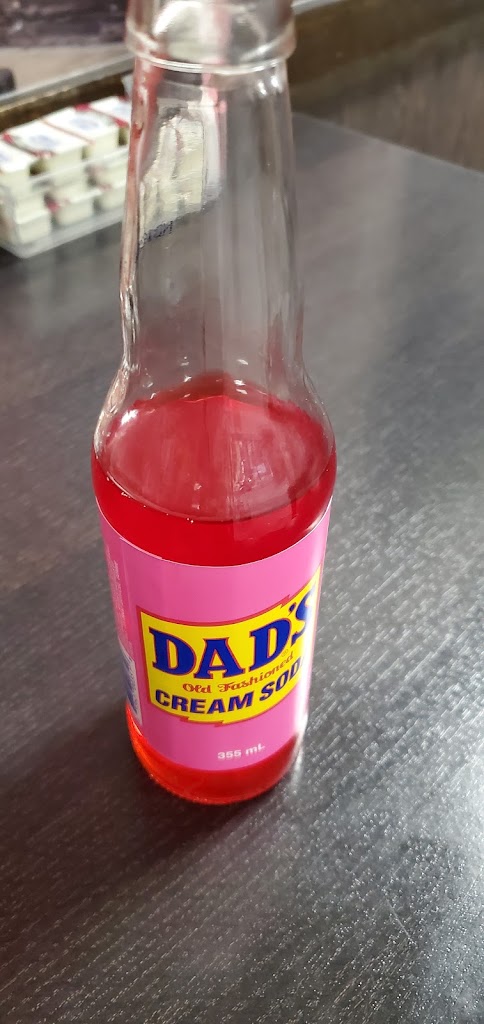 DAD'S
Old Fashioned
CREAM SOD
355 mL